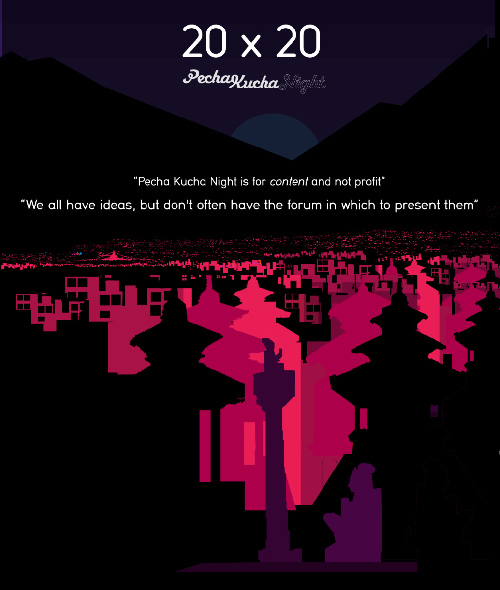 20 x 20
PechaKucha Night
"Pecha Kucha Night is for content and not profit"
"We all have ideas, but don't often have the forum in which to present them"